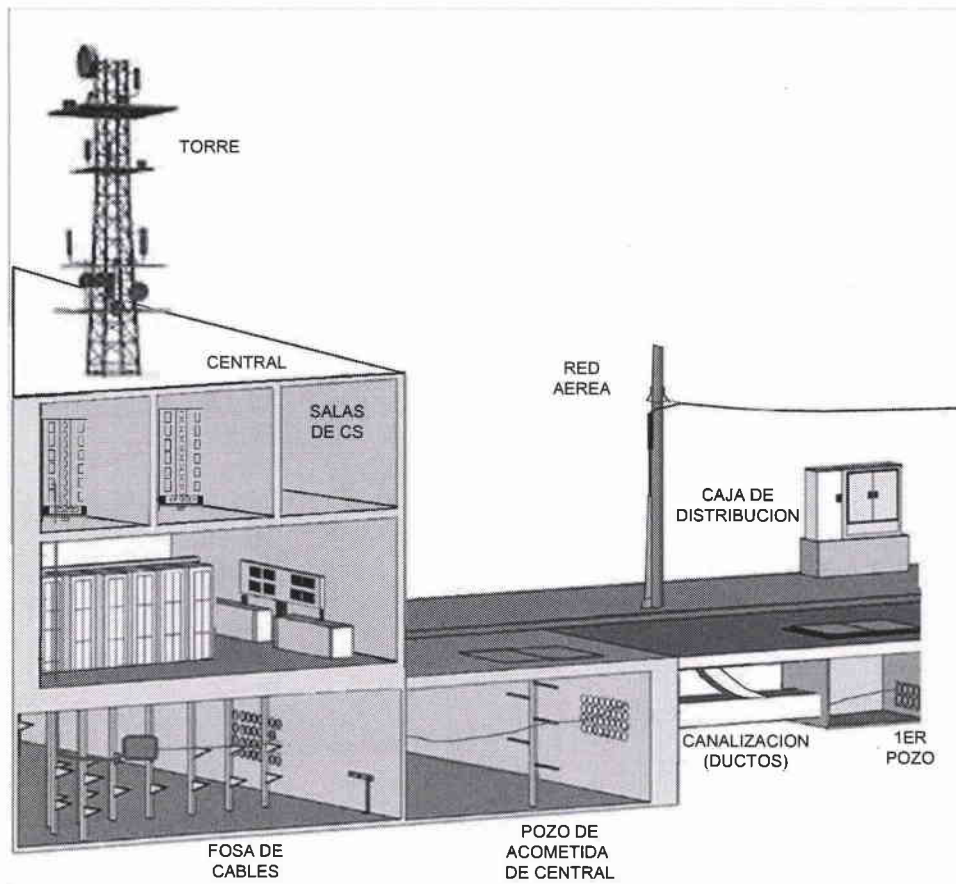 TORRE
CENTRAL
SALAS
DE CS
RED
AEREA
CAJA DE
DISTRIBUCION
CANALIZACION
(DUCTOS)
1ER
POZO
FOSA DE
CABLES
POZO DE
ACOMETIDA
DE CENTRAL